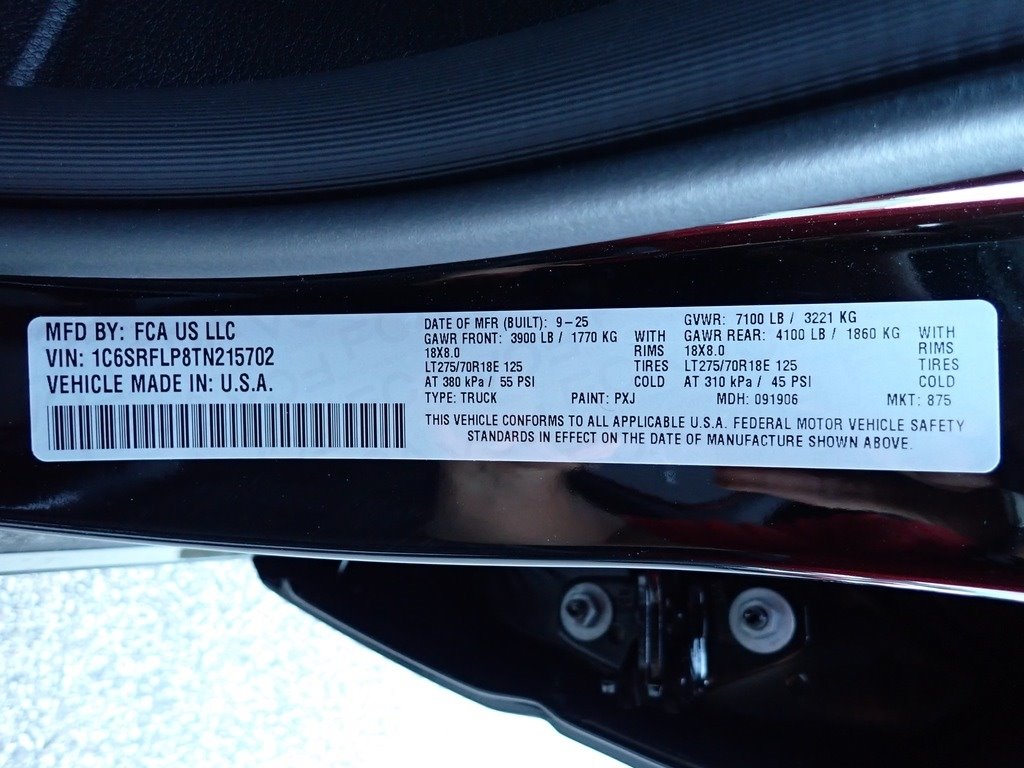 MFD BY: FCA US LLC
VIN: 1C6SRFLP8TN215702
VEHICLE MADE IN: U.S.A.
DATE OF MFR (BUILT): 9-25
GAWR FRONT: 3900 LB / 1770 KG WITH
18X8.0 RIMS
LT275/70R18E 125 TIRES
AT 380 kPa / 55 PSI COLD
GVWR: 7100 LB / 3221 KG
GAWR REAR: 4100 LB / 1860 KG WITH
18X8.0 RIMS
LT275/70R18E 125 TIRES
AT 310 kPa / 45 PSI COLD
TYPE: TRUCK PAINT: PXJ MDH: 091906 MKT: 875
THIS VEHICLE CONFORMS TO ALL APPLICABLE U.S.A. FEDERAL MOTOR VEHICLE SAFETY
STANDARDS IN EFFECT ON THE DATE OF MANUFACTURE SHOWN ABOVE.